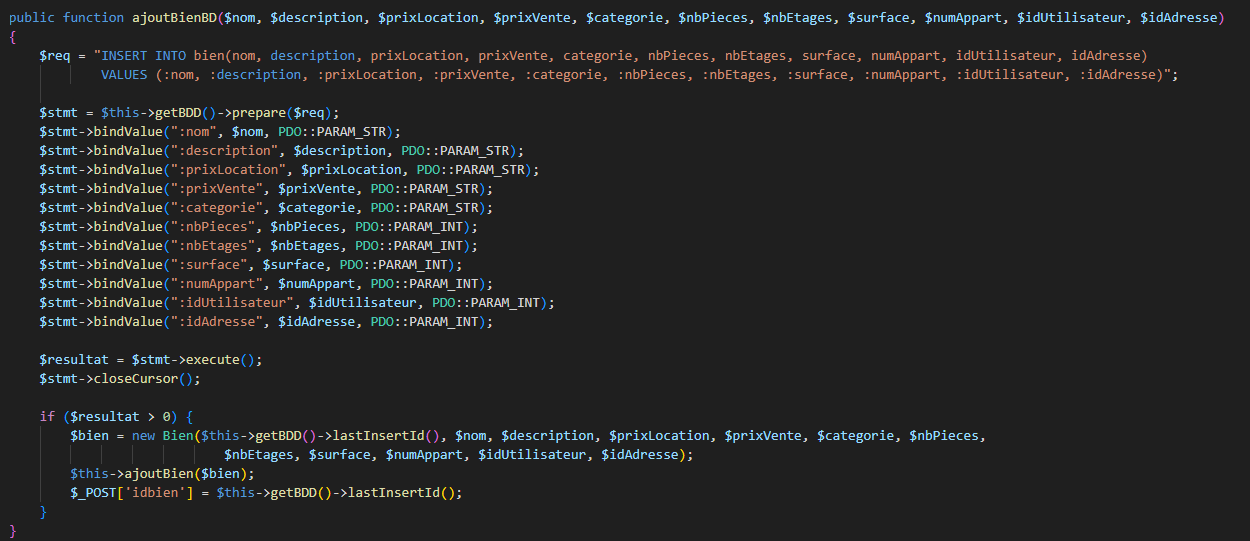 public function ajoutBienBD($nom, $description, $prixLocation, $prixVente, $categorie, $nbPieces, $nbEtages, $surface, $numAppart, $idUtilisateur, $idAdresse)
{
    $req = "INSERT INTO bien(nom, description, prixLocation, prixVente, categorie, nbPieces, nbEtages, surface, numAppart, idUtilisateur, idAdresse)
            VALUES (:nom, :description, :prixLocation, :prixVente, :categorie, :nbPieces, :nbEtages, :surface, :numAppart, :idUtilisateur, :idAdresse)";
    $stmt = $this->getBDD()->prepare($req);
    $stmt->bindValue(":nom", $nom, PDO::PARAM_STR);
    $stmt->bindValue(":description", $description, PDO::PARAM_STR);
    $stmt->bindValue(":prixLocation", $prixLocation, PDO::PARAM_STR);
    $stmt->bindValue(":prixVente", $prixVente, PDO::PARAM_STR);
    $stmt->bindValue(":categorie", $categorie, PDO::PARAM_STR);
    $stmt->bindValue(":nbPieces", $nbPieces, PDO::PARAM_INT);
    $stmt->bindValue(":nbEtages", $nbEtages, PDO::PARAM_INT);
    $stmt->bindValue(":surface", $surface, PDO::PARAM_INT);
    $stmt->bindValue(":numAppart", $numAppart, PDO::PARAM_INT);
    $stmt->bindValue(":idUtilisateur", $idUtilisateur, PDO::PARAM_INT);
    $stmt->bindValue(":idAdresse", $idAdresse, PDO::PARAM_INT);
    $resultat = $stmt->execute();
    $stmt->closeCursor();
    if ($resultat > 0) {
        $bien = new Bien($this->getBDD()->lastInsertId(), $nom, $description, $prixLocation, $prixVente, $categorie, $nbPieces,
                            $nbEtages, $surface, $numAppart, $idUtilisateur, $idAdresse);
        $this->ajoutBien($bien);
        $_POST['idbien'] = $this->getBDD()->lastInsertId();
    }
}